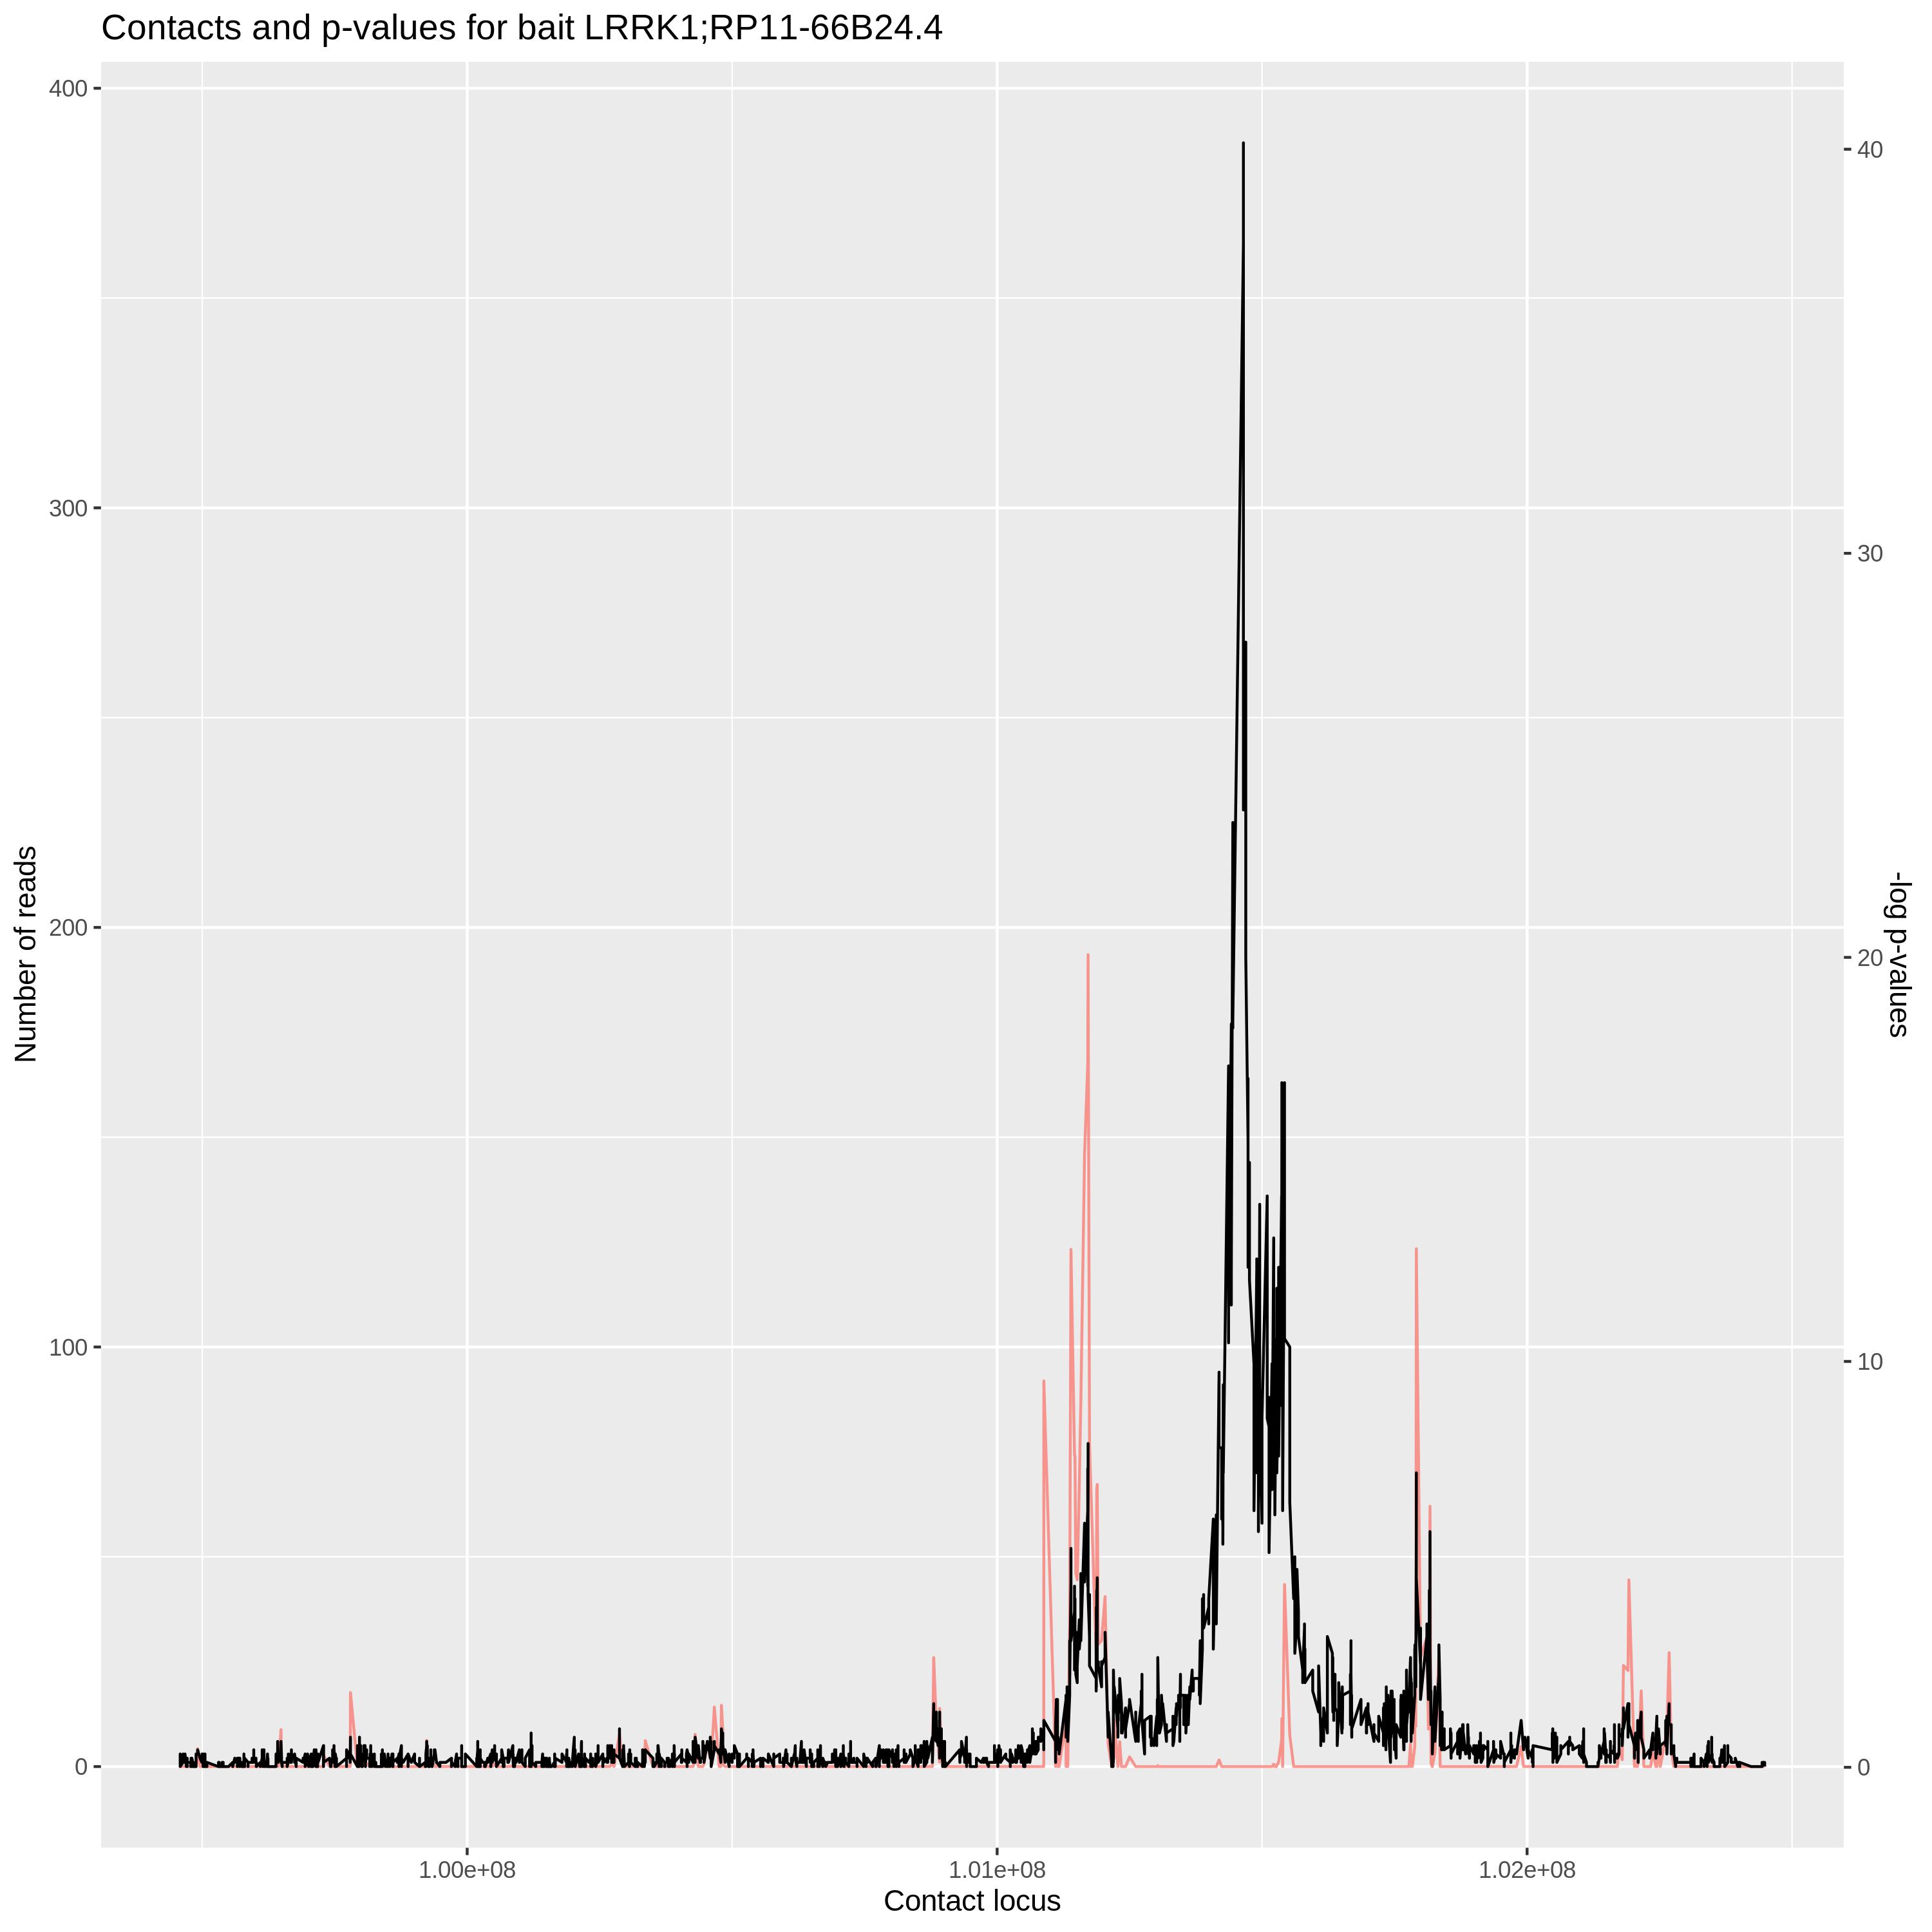 Contacts and p-values for bait LRRK1;RP11-66B24.4
400
300
200
100
0
40
30
20
10
0
Number of reads
-log p-values
1.00e+08
1.01e+08
1.02e+08
Contact locus